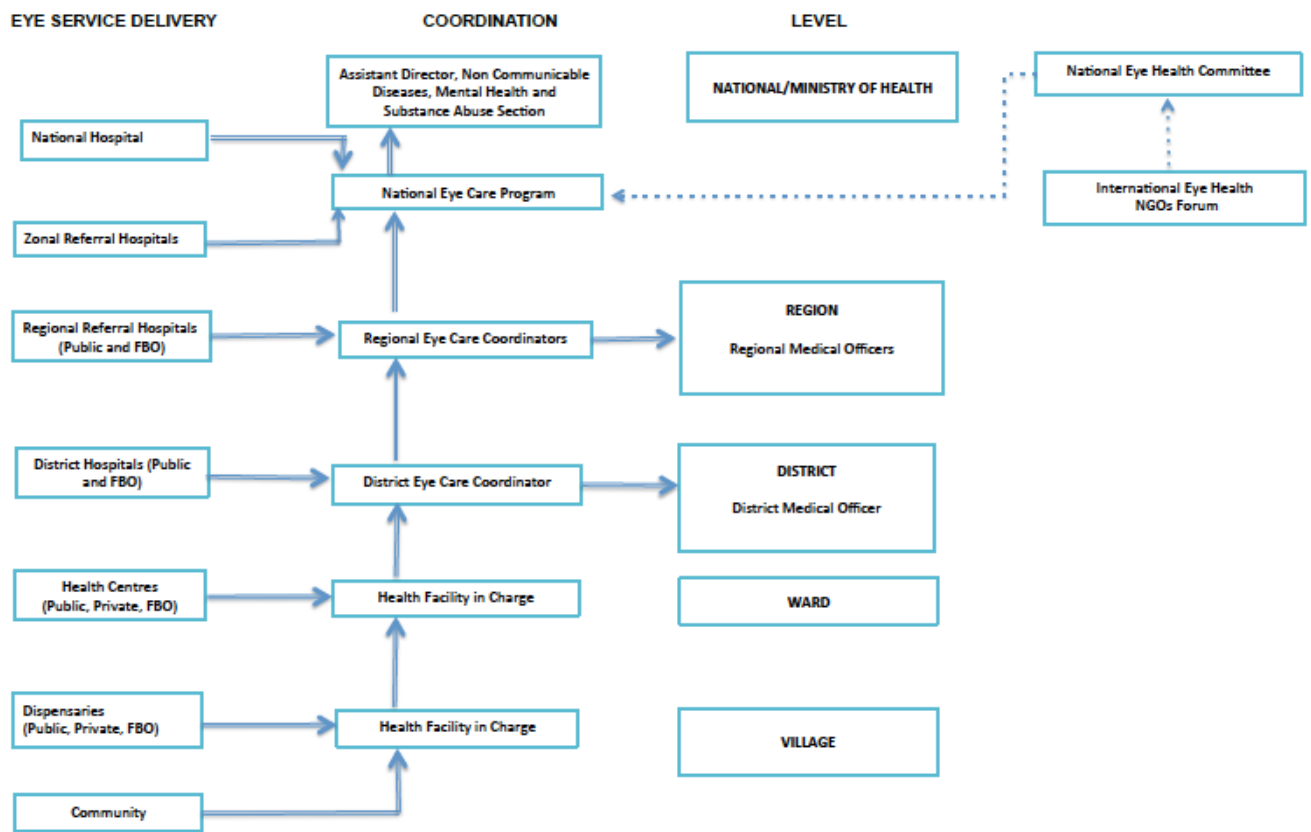 EYE SERVICE DELIVERY
COORDINATION
LEVEL
Assistant Director, Non Communicable
Diseases, Mental Health and
Substance Abuse Section
NATIONAL/MINISTRY OF HEALTH
National Eye Health Committee
National Hospital
National Eye Care Program
International Eye Health
NGOs Forum
Zonal Referral Hospitals
Regional Referral Hospitals
(Public and FBO)
Regional Eye Care Coordinators
REGION
Regional Medical Officers
District Hospitals (Public
and FBO)
District Eye Care Coordinator
DISTRICT
District Medical Officer
Health Centres
(Public, Private, FBO)
Health Facility in Charge
WARD
Dispensaries
(Public, Private, FBO)
Health Facility in Charge
VILLAGE
Community